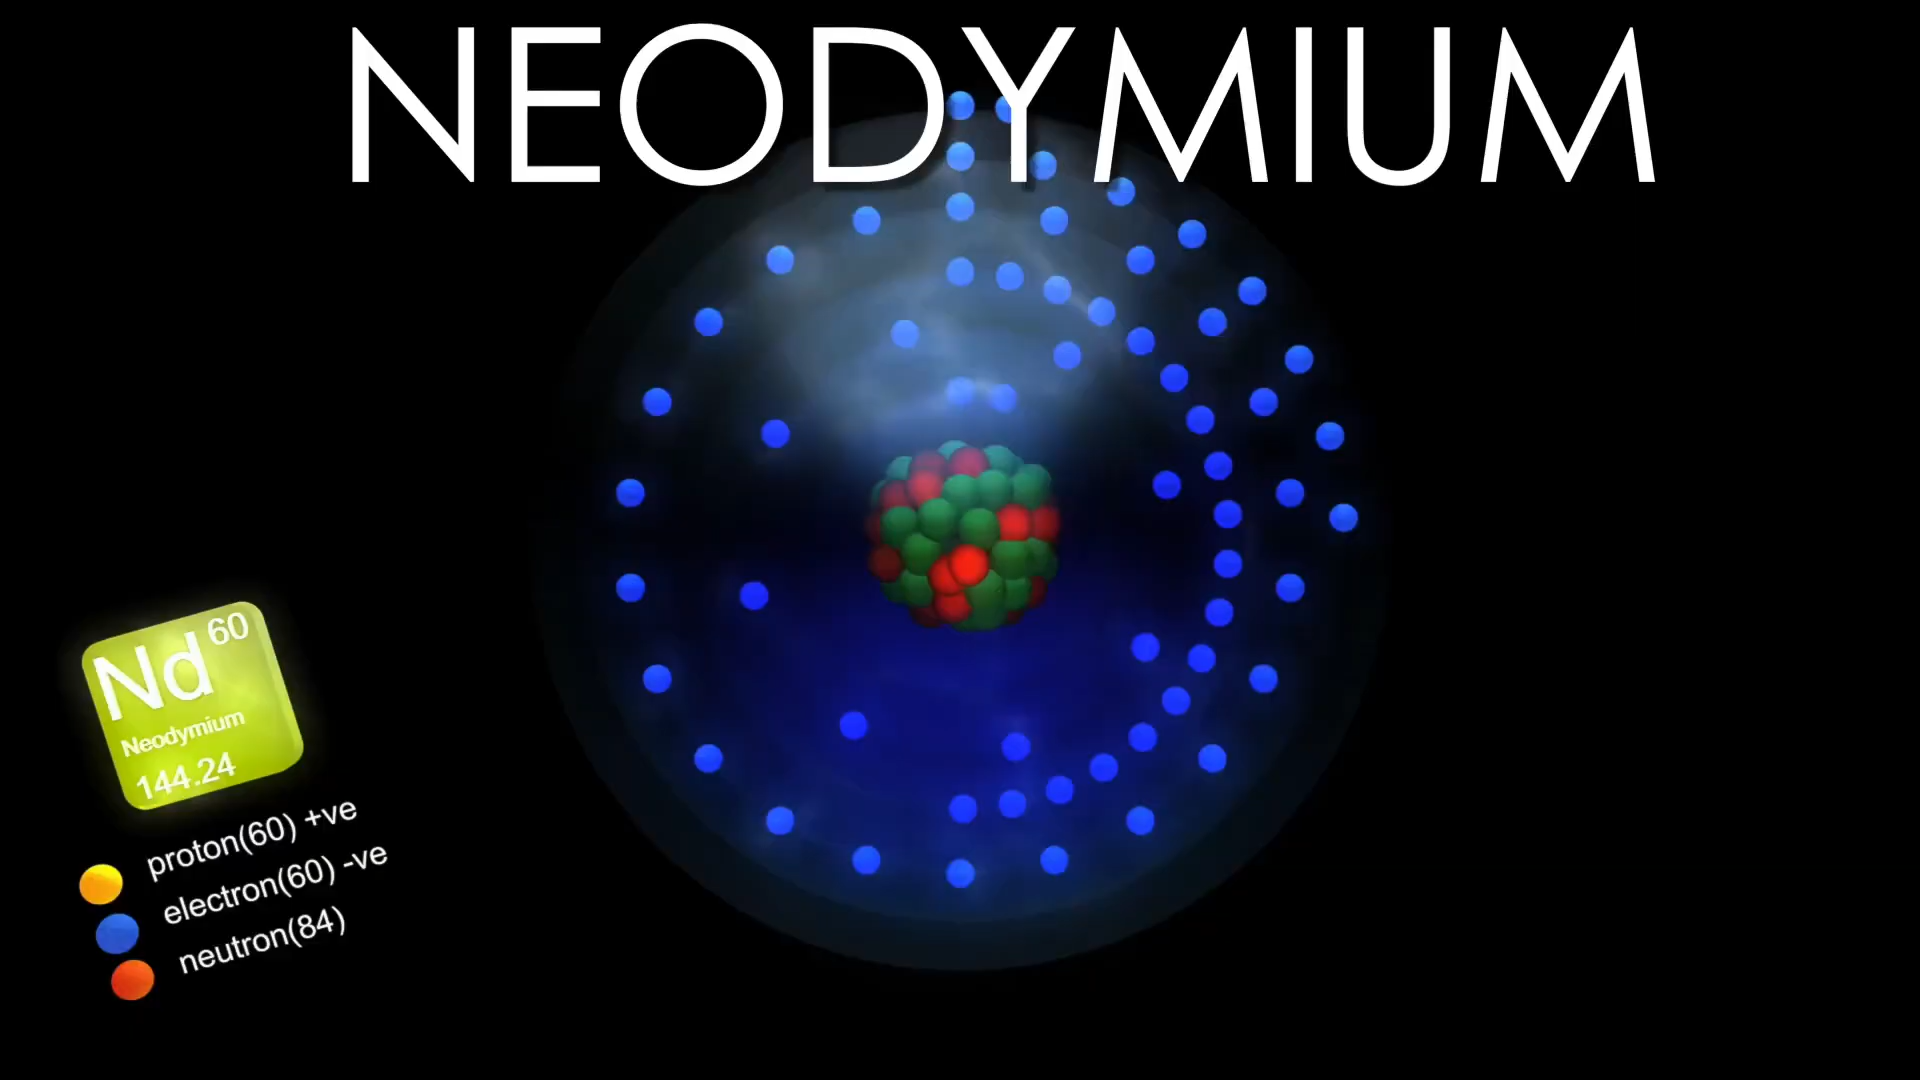 NEODYMIUM
Nd 60
Neodymium
144.24
proton(60) +ve
electron(60) -ve
neutron(84)